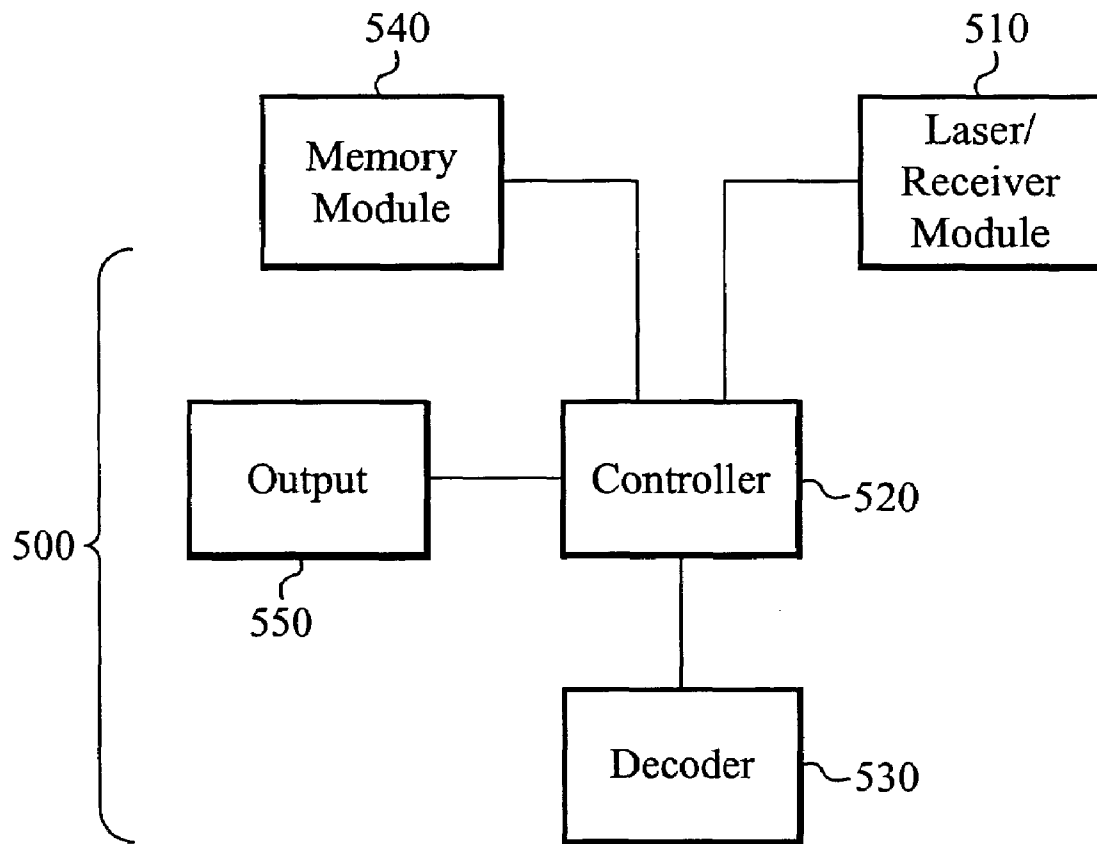 540
510
Memory
Module
Laser/
Receiver
Module
Output
Controller
520
500
550
Decoder
530